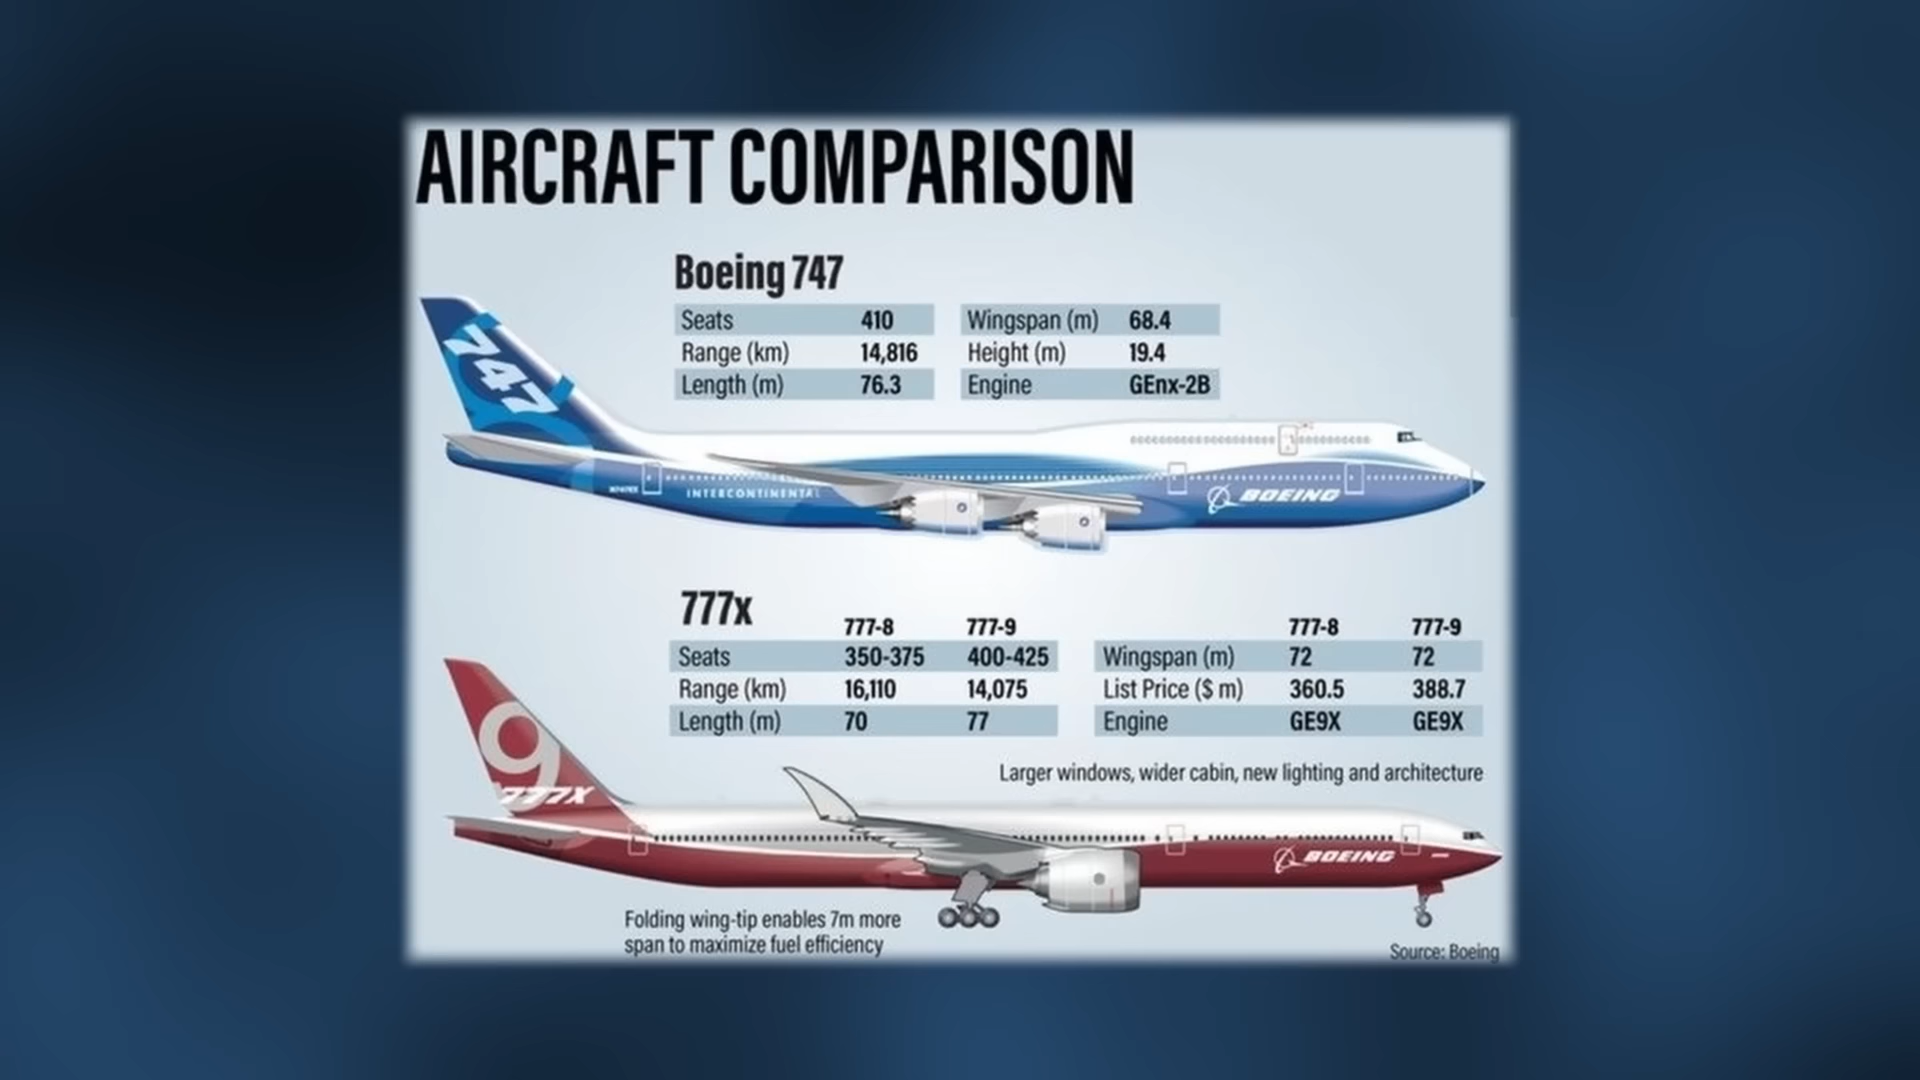 AIRCRAFT COMPARISON
Boeing 747
Seats 410 Wingspan (m) 68.4
Range (km) 14,816 Height (m) 19.4
Length (m) 76.3 Engine GEnx-2B
747
INTERCONTINENTAL
BOEING
777x
777-8 777-9 777-8 777-9
Seats 350-375 400-425 Wingspan (m) 72 72
Range (km) 16,110 14,075 List Price ($ m) 360.5 388.7
Length (m) 70 77 Engine GE9X GE9X
Larger windows, wider cabin, new lighting and architecture
9
777X
BOEING
Folding wing-tip enables 7m more
span to maximize fuel efficiency
Source: Boeing